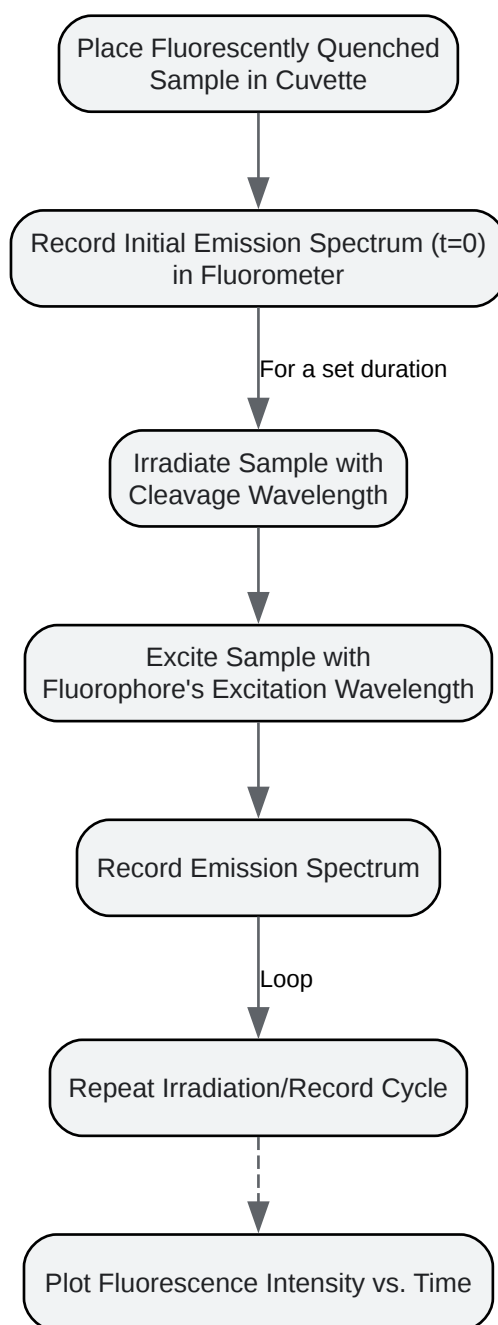 Place Fluorescently Quenched
Sample in Cuvette
Record Initial Emission Spectrum (t=0)
in Fluorometer
For a set duration
Irradiate Sample with
Cleavage Wavelength
Excite Sample with
Fluorophore's Excitation Wavelength
Record Emission Spectrum
Loop
Repeat Irradiation/Record Cycle
Plot Fluorescence Intensity vs. Time